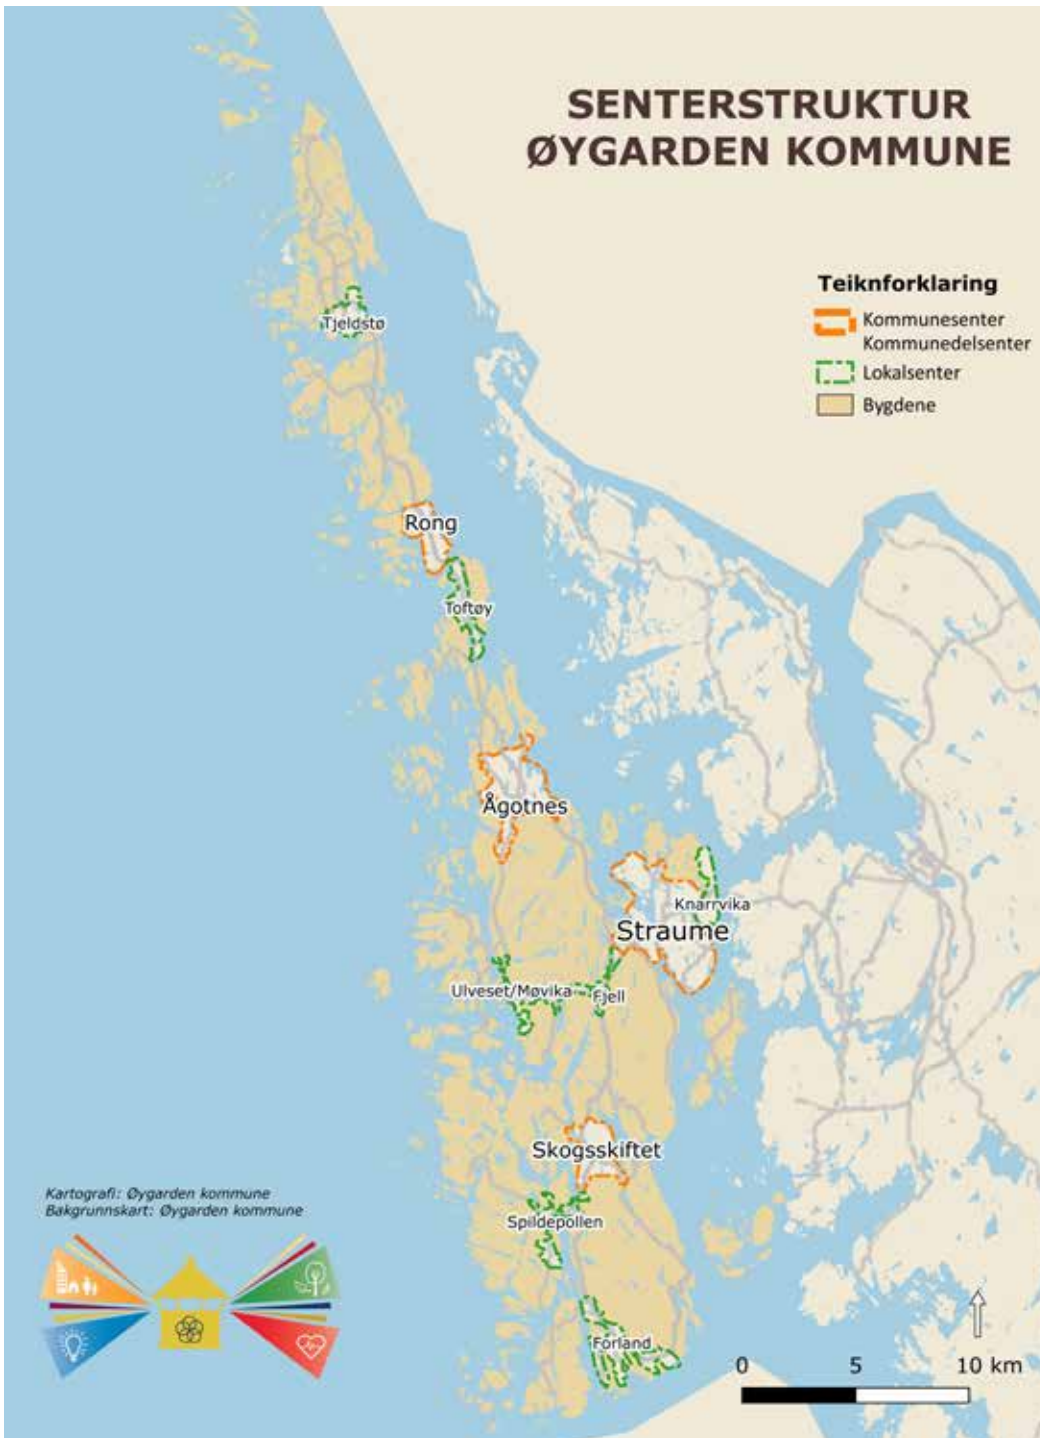 SENTERSTRUKTUR
ØYGARDEN KOMMUNE
Teiknforklaring
Kommunesenter
Kommunedelsenter
Lokalsenter
Bygdene
Tjeldstø
Rong
Toftøy
Ågotnes
Knarrvika
Straume
Ulveset/Møvika
Fjell
Skogsskiftet
Spildepollen
Forland
Kartografi: Øygarden kommune
Bakgrunnskart: Øygarden kommune
0 5 10 km